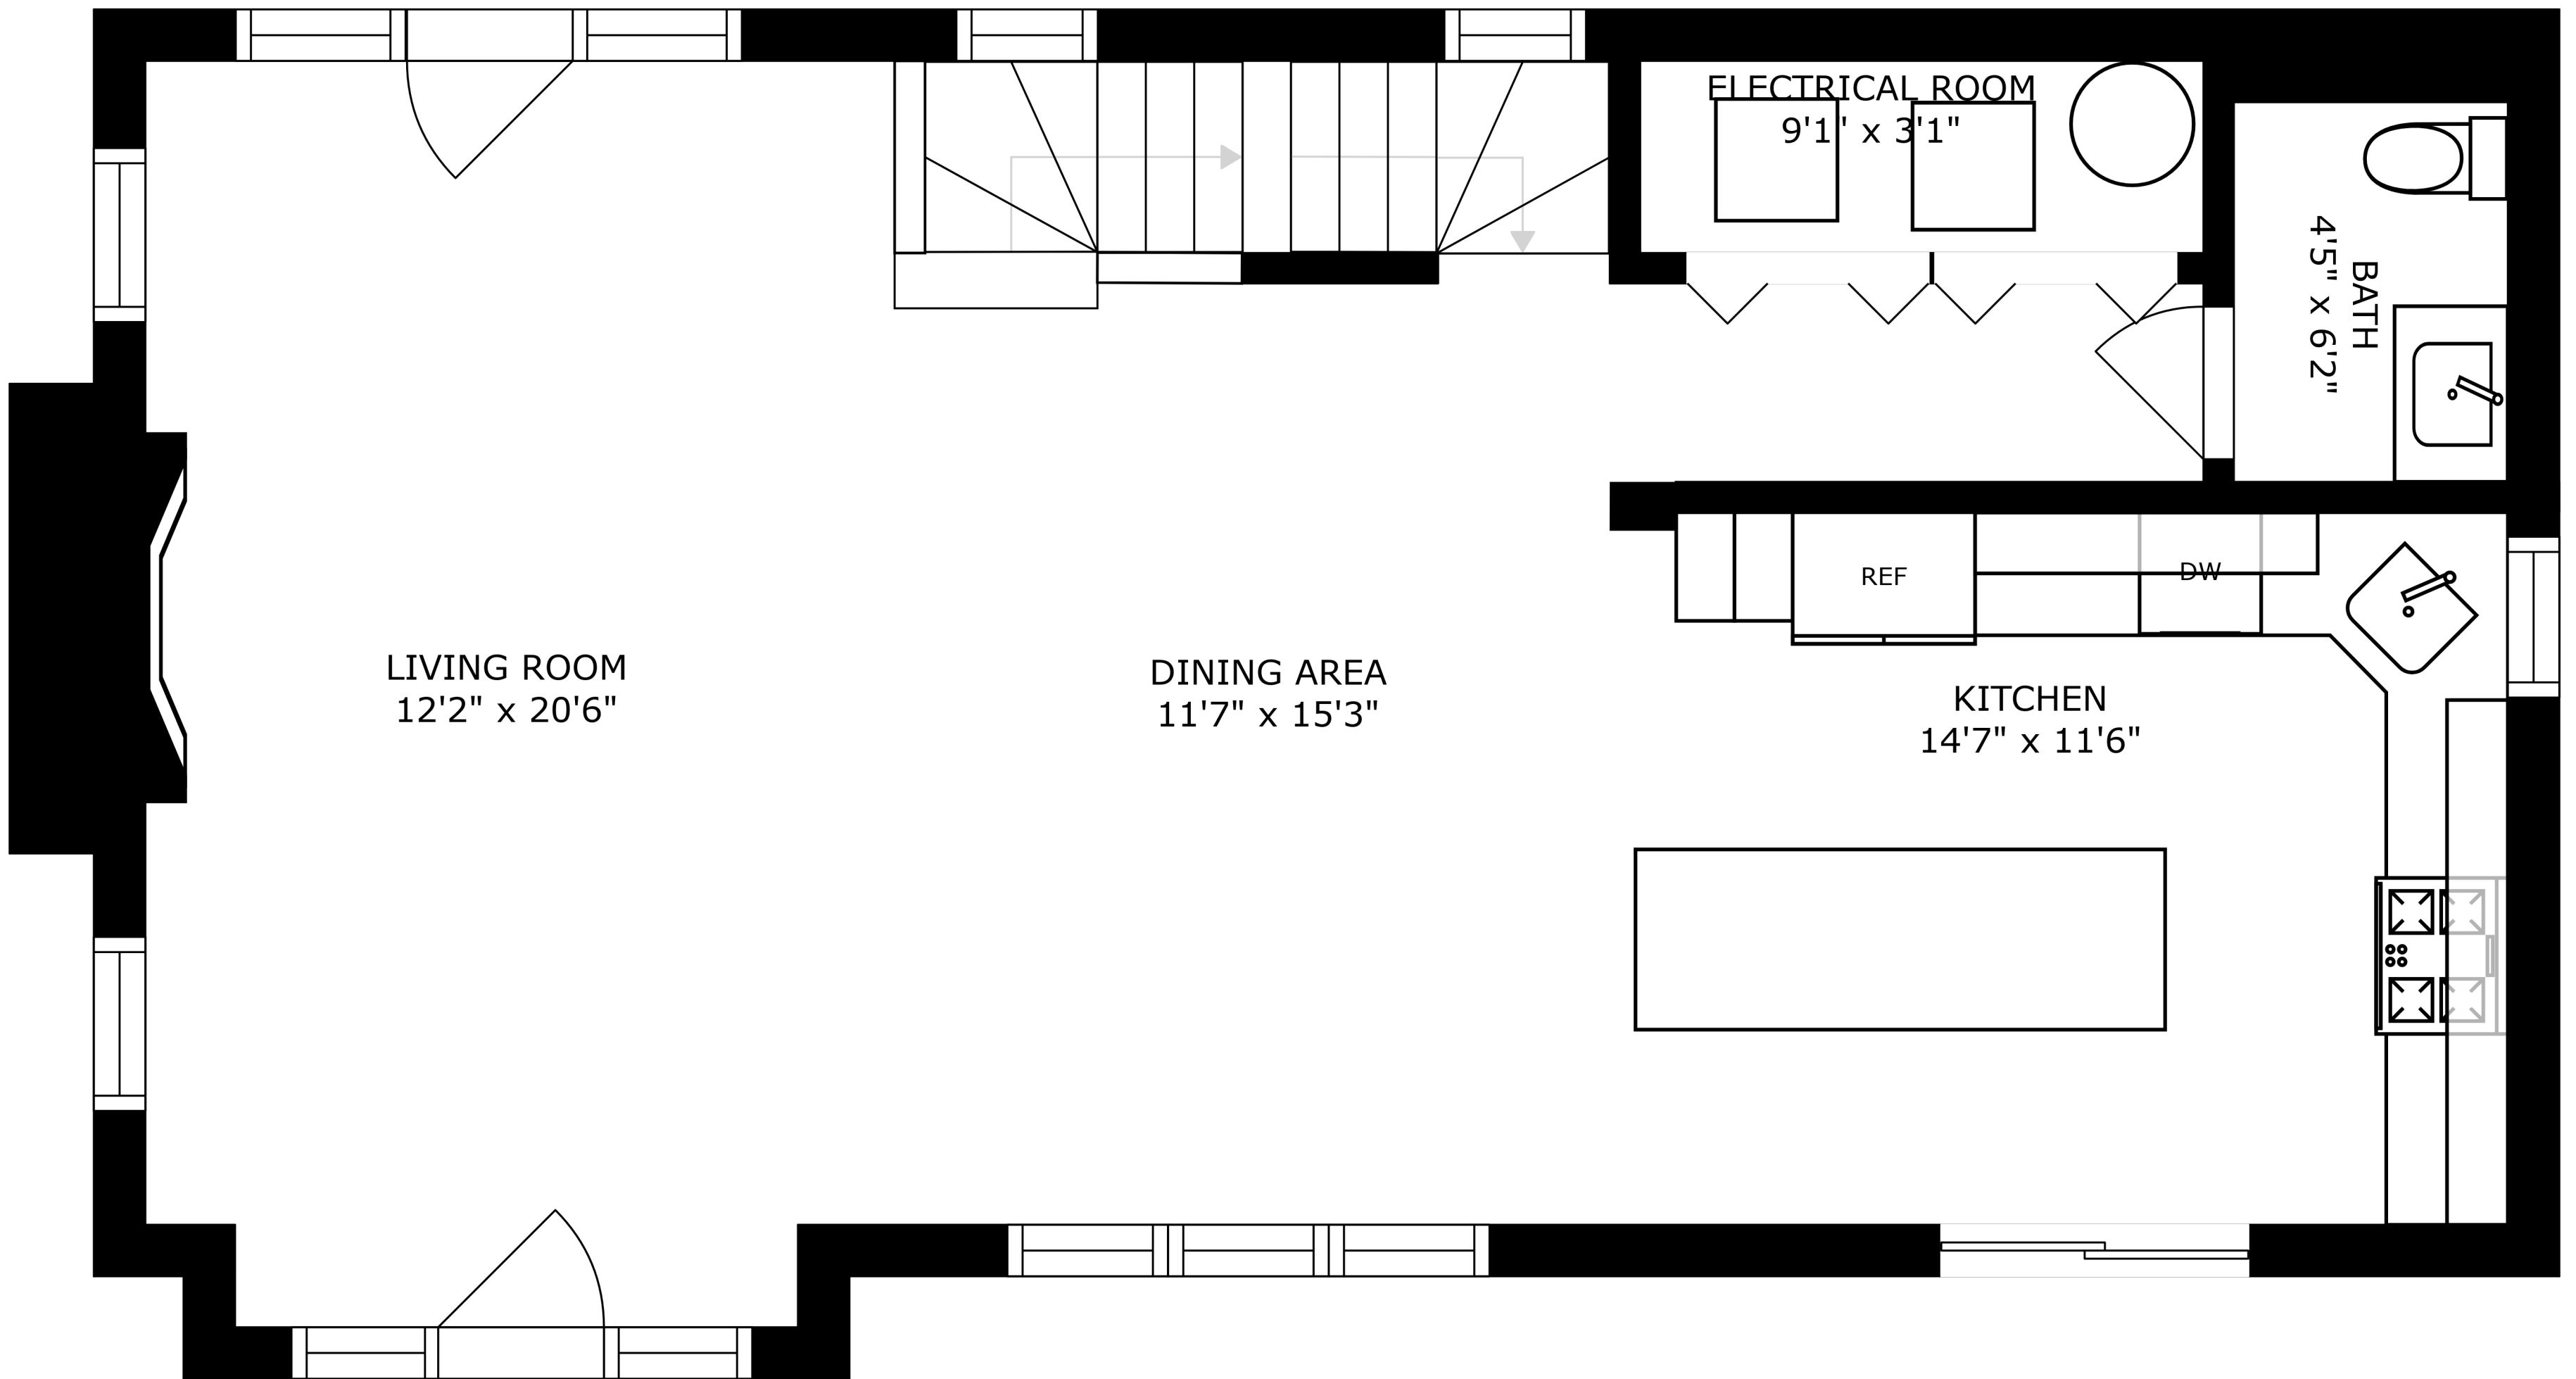 ELECTRICAL ROOM
9'1" x 3'1"
BATH
4'5" x 6'2"
REF
DW
LIVING ROOM
12'2" x 20'6"
DINING AREA
11'7" x 15'3"
KITCHEN
14'7" x 11'6"